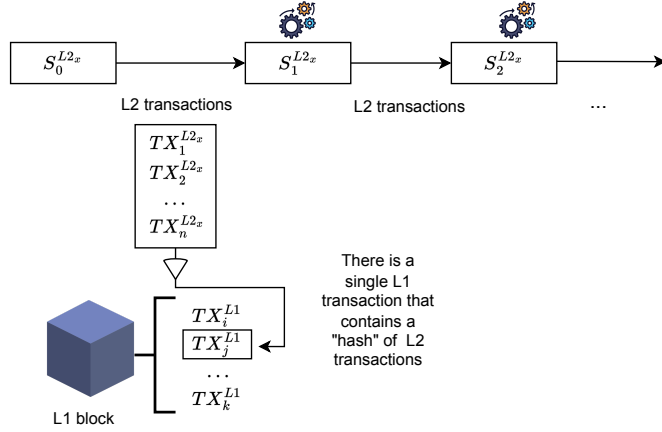 $S_0^{L2_x}$ $S_1^{L2_x}$ $S_2^{L2_x}$
L2 transactions L2 transactions ...
$TX_1^{L2_x}$
$TX_2^{L2_x}$
...
$TX_n^{L2_x}$
There is a
single L1
transaction that
contains a
"hash" of L2
transactions
$TX_i^{L1}$
$TX_j^{L1}$
...
$TX_k^{L1}$
L1 block